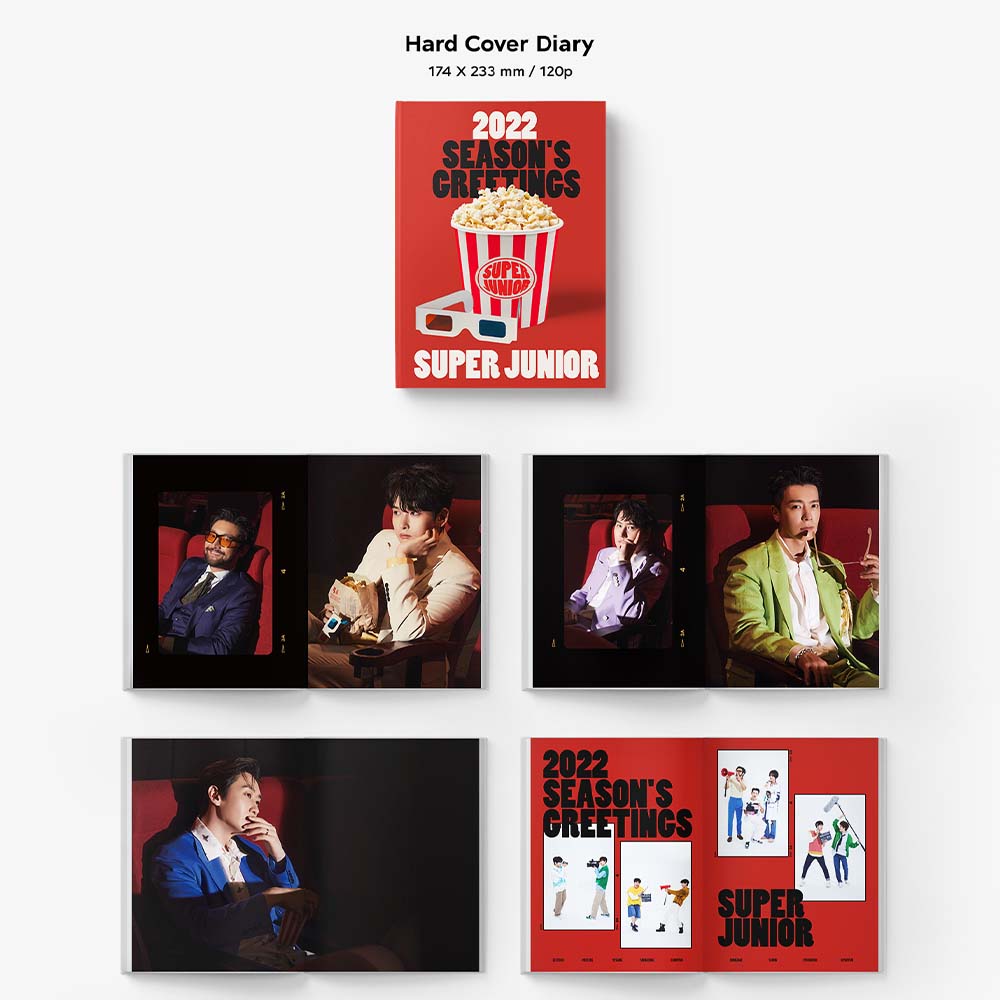 Hard Cover Diary
174 X 233 mm / 120p
2022
SEASON'S
GREETINGS
SUPER
JUNIOR
SUPER JUNIOR
2022
SEASON'S
GREETINGS
SUPER
JUNIOR